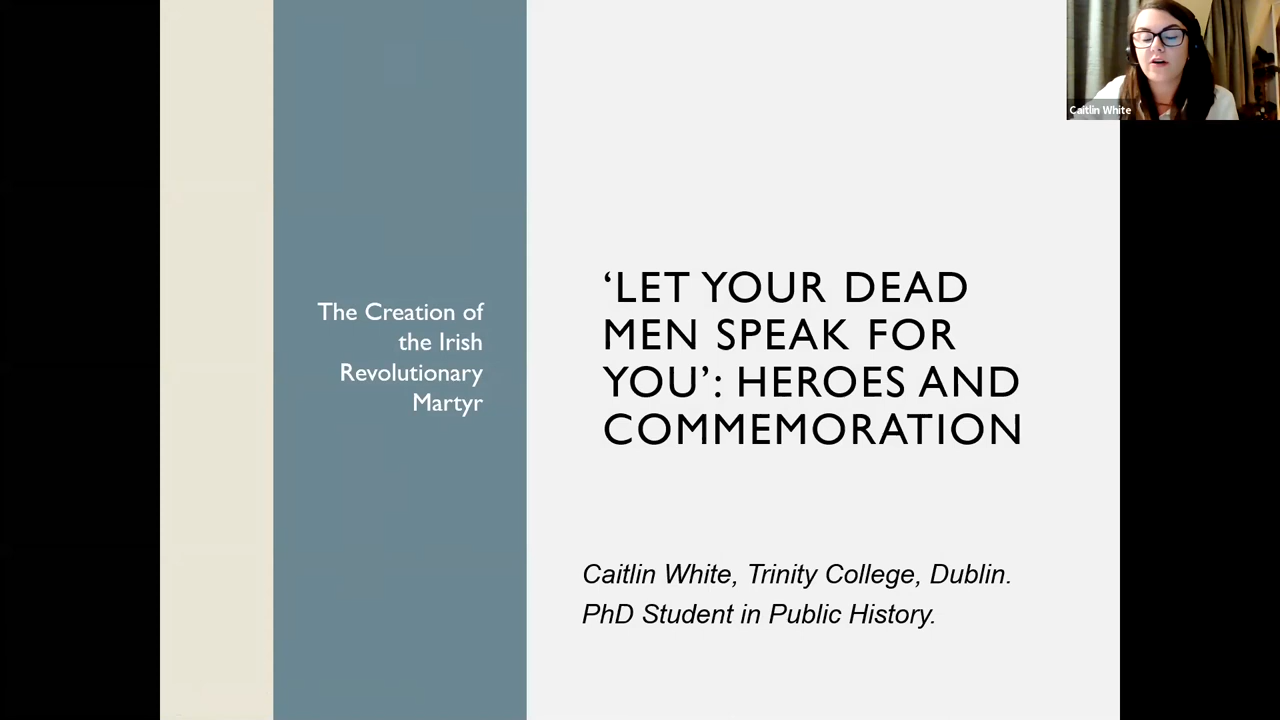 The Creation of
the Irish
Revolutionary
Martyr
‘LET YOUR DEAD
MEN SPEAK FOR
YOU’: HEROES AND
COMMEMORATION
Caitlin White, Trinity College, Dublin.
PhD Student in Public History.
Caitlin White